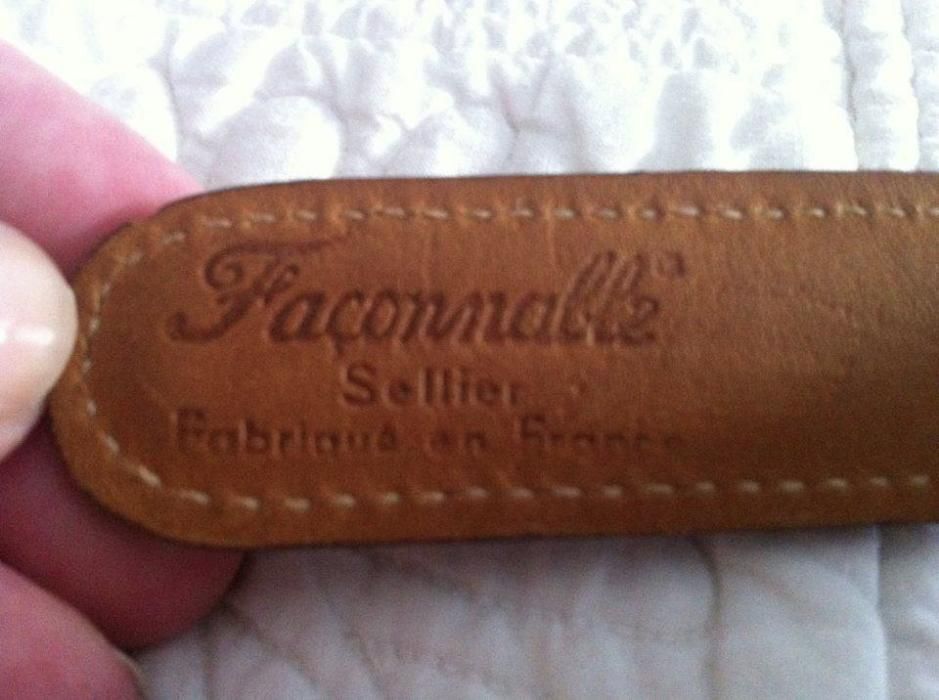 Façonnable
Sellier
Fabriqué en France